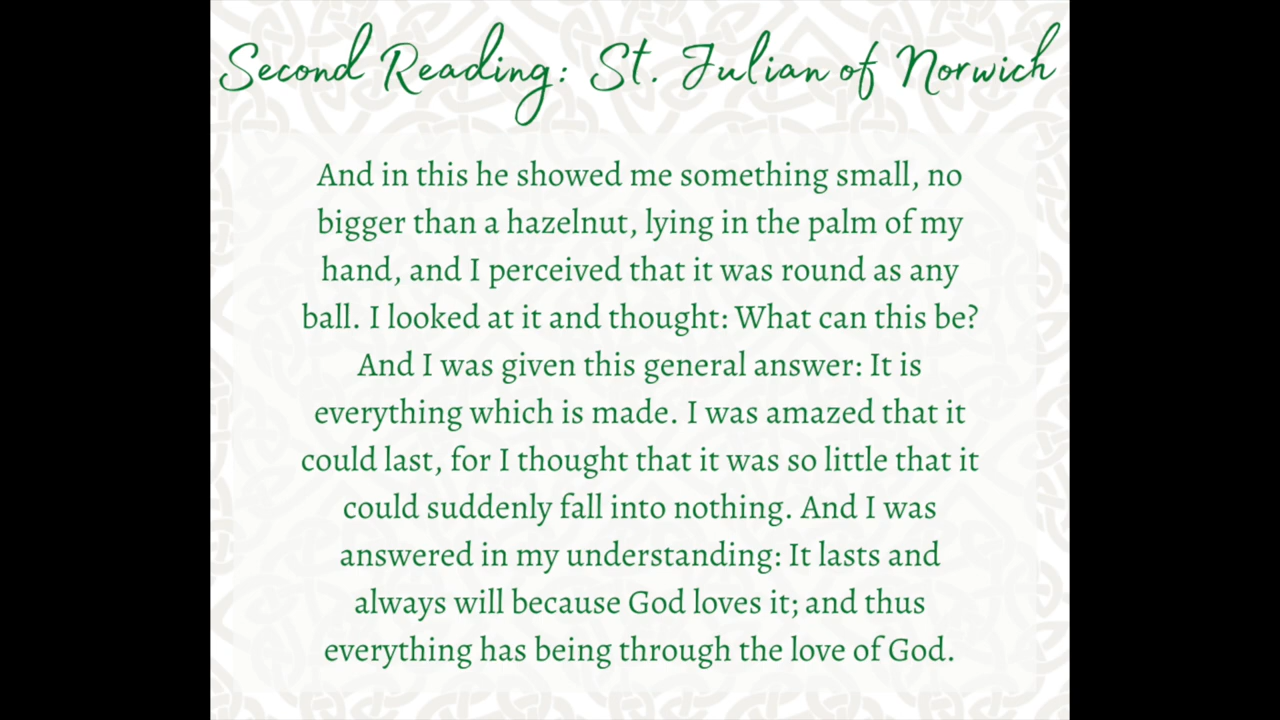 Second Reading: St. Julian of Norwich
And in this he showed me something small, no
bigger than a hazelnut, lying in the palm of my
hand, and I perceived that it was round as any
ball. I looked at it and thought: What can this be?
And I was given this general answer: It is
everything which is made. I was amazed that it
could last, for I thought that it was so little that it
could suddenly fall into nothing. And I was
answered in my understanding: It lasts and
always will because God loves it; and thus
everything has being through the love of God.